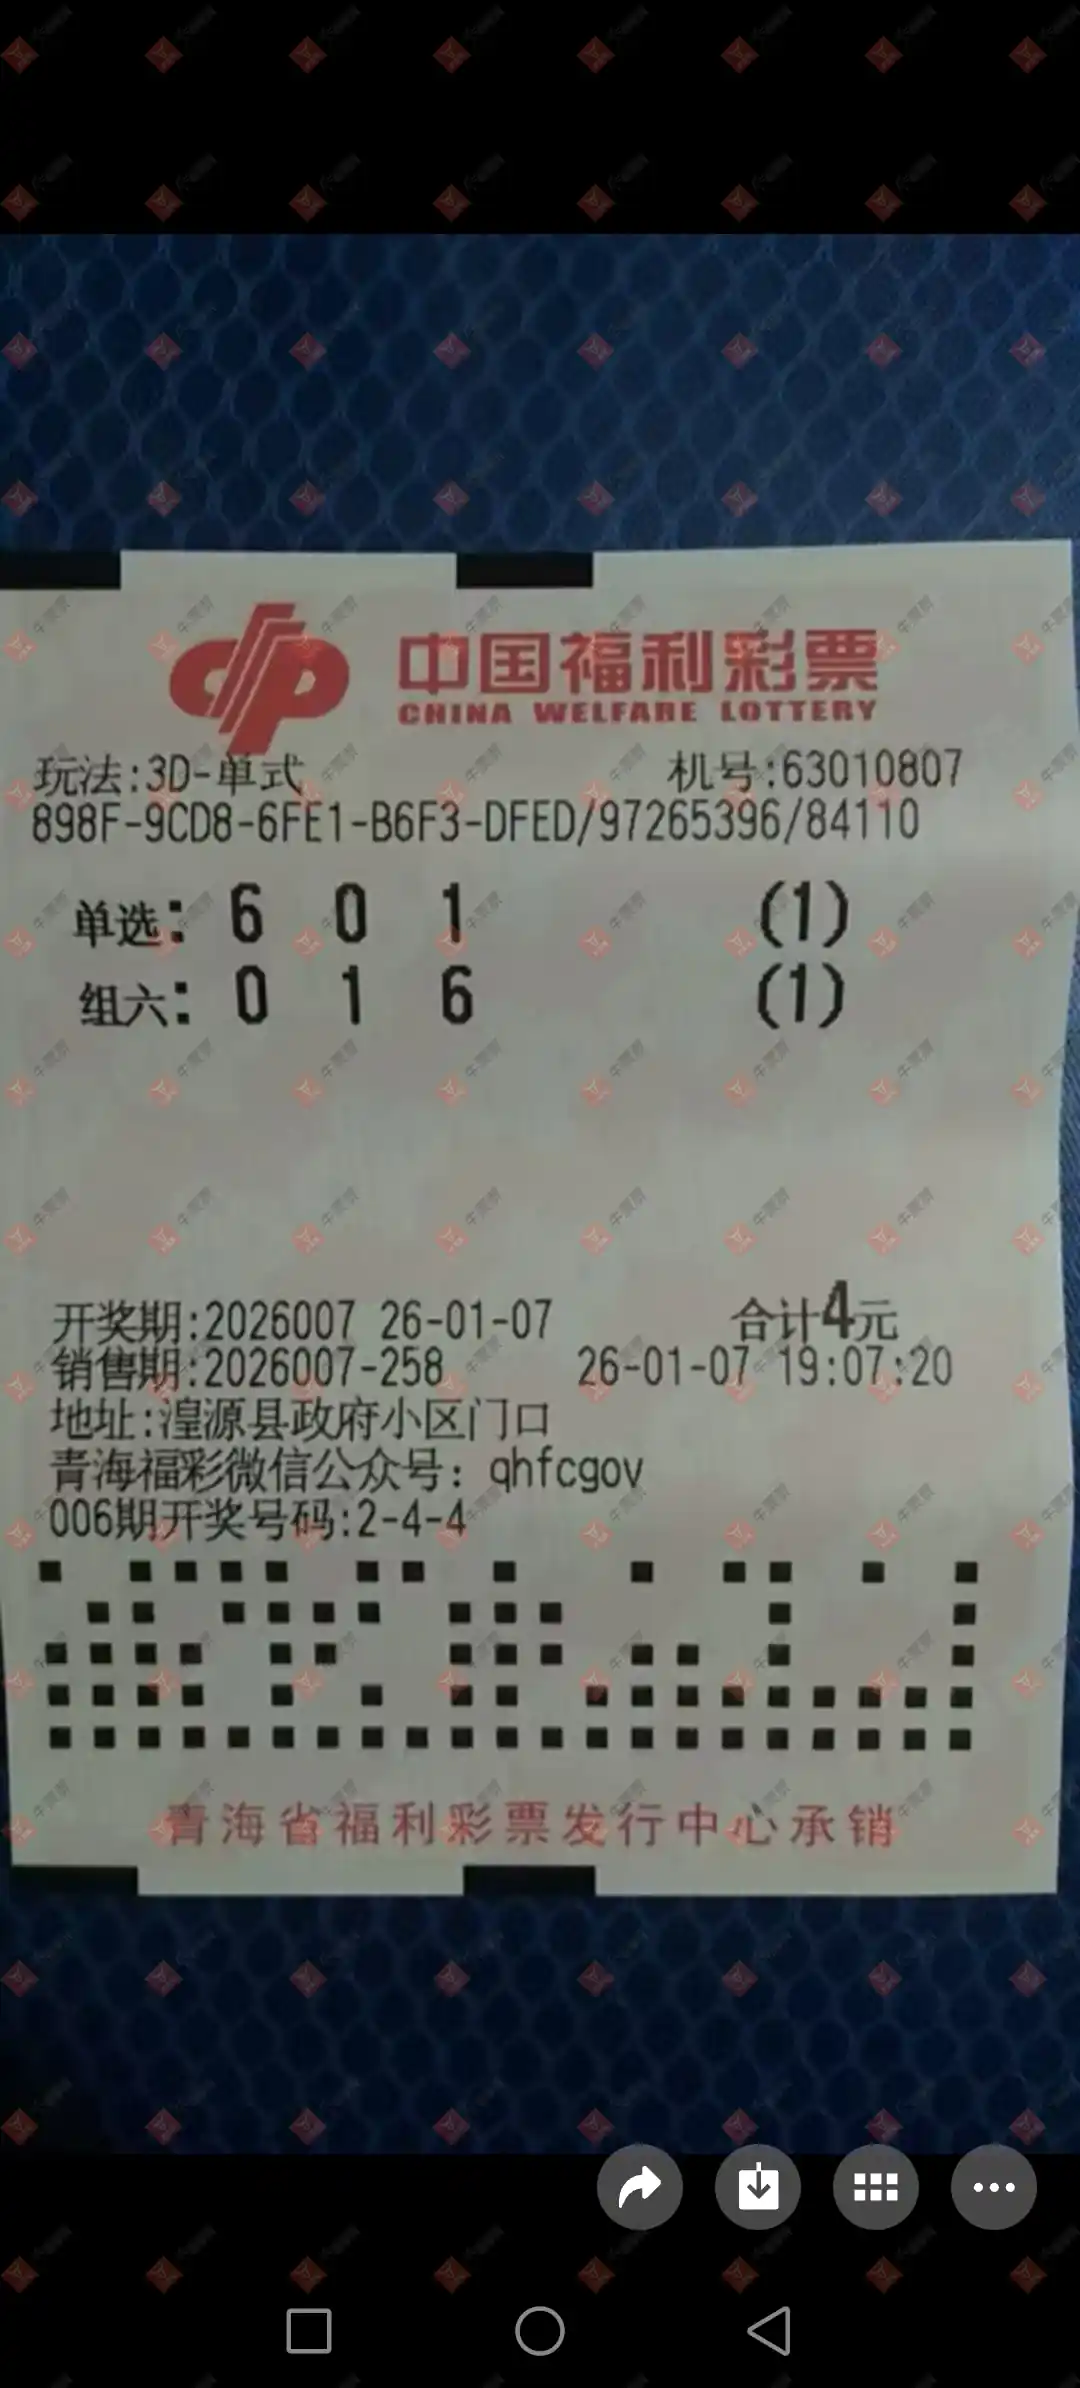 中国福利彩票
CHINA WELFARE LOTTERY
玩法:3D-单式 机号:63010807
898F-9CD8-6FE1-B6F3-DFED/97265396/84110
单选: 6 0 1 (1)
组六: 0 1 6 (1)
开奖期:2026007 26-01-07 合计4元
销售期:2026007-258 26-01-07 19:07:20
地址:湟源县政府小区门口
青海福彩微信公众号: qhfcgov
006期开奖号码:2-4-4
青海省福利彩票发行中心承销